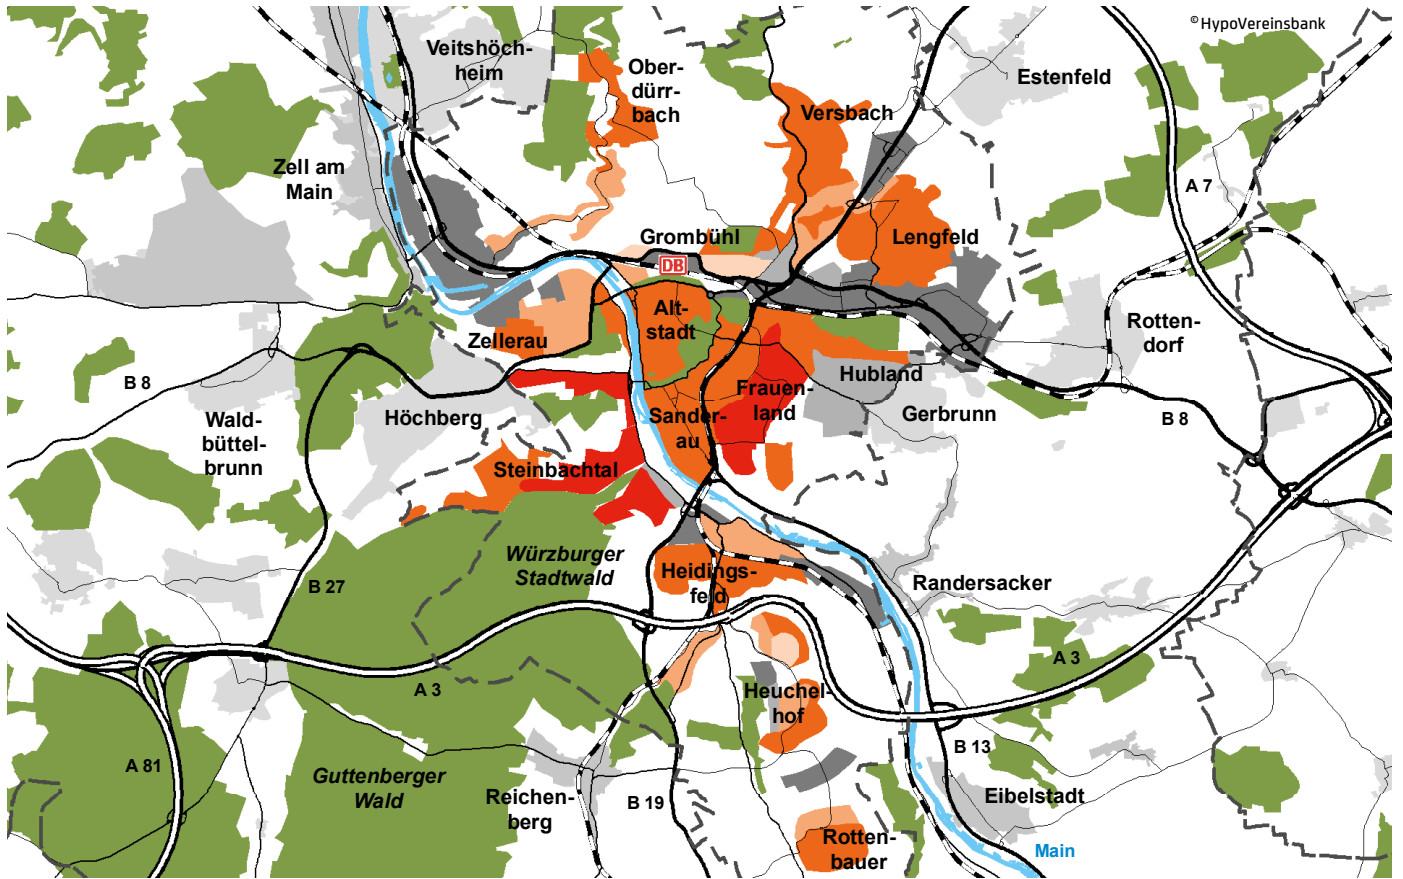 © HypoVereinsbank
Veitshöch-
heim
Ober-
dürr-
bach
Estenfeld
Versbach
Zell am
Main
A 7
Grombühl
Lengfeld
DB
Alt-
stadt
Rotten-
dorf
Zellerau
B 8
Hubland
Frauen-
land
Gerbrunn
B 8
Wald-
büttel-
brunn
Höchberg
Sander-
au
Steinbachtal
Würzburger
Stadtwald
Heidings-
feld
Randersacker
B 27
A 3
A 3
Heuchel-
hof
B 13
A 81
Guttenberger
Wald
Reichen-
berg
B 19
Eibelstadt
Rotten-
bauer
Main